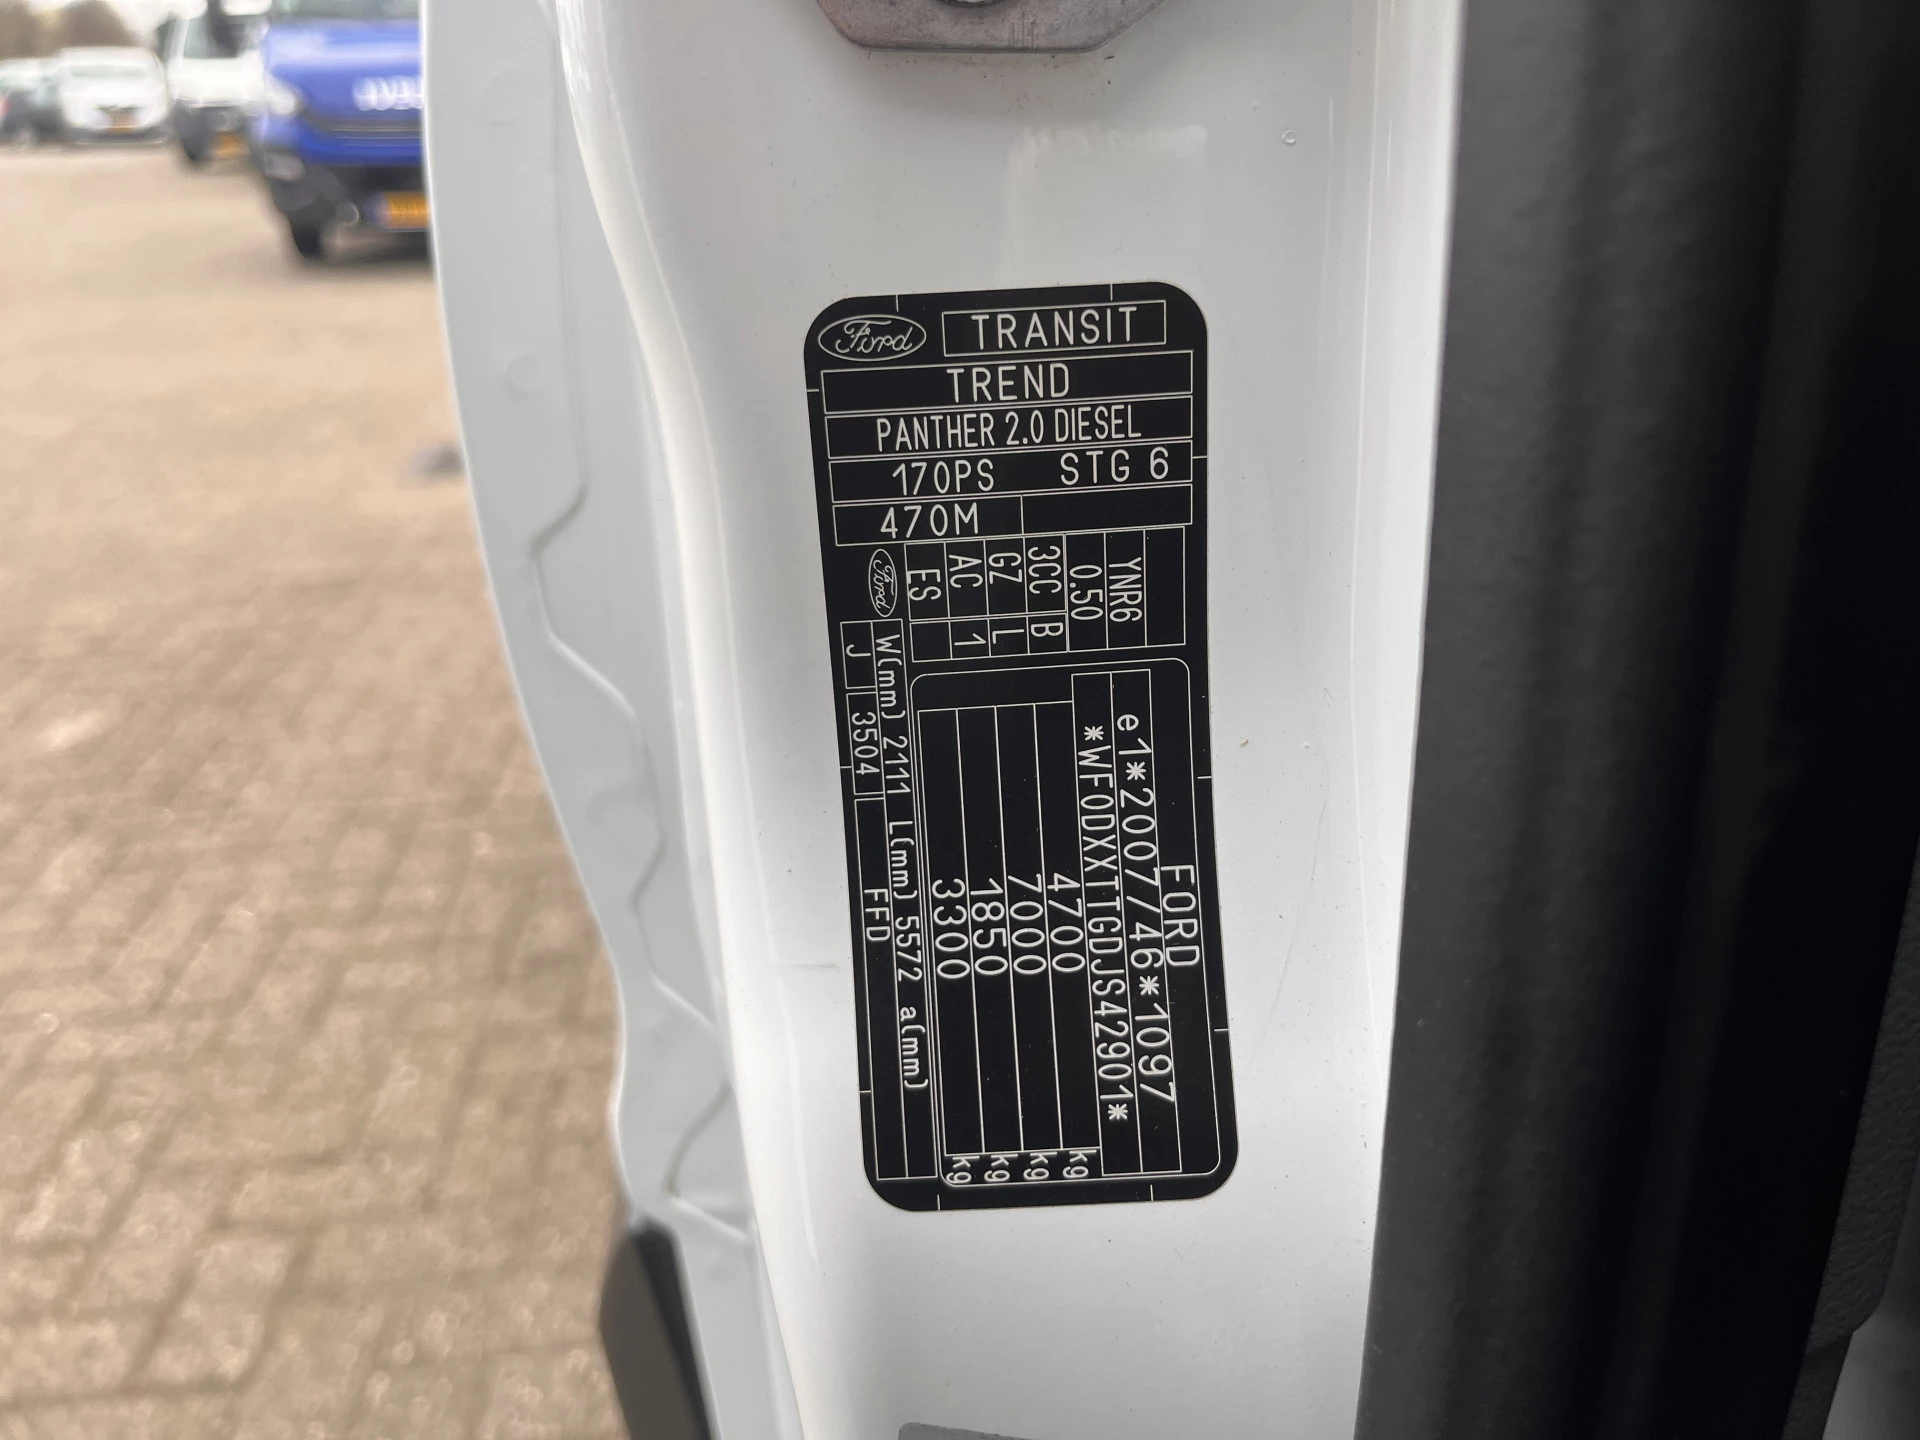 Ford TRANSIT
TREND
PANTHER 2.0 DIESEL
170PS STG 6
470M
YNR6
0.50
3CC B
GZ L
AC 1
ES
Ford
FORD
e1*2007/46*1097
*WF0DXXTTGDJS42901*
4700 kg
7000 kg
1850 kg
3300 kg
W(mm) 2111 L(mm) 5572 a(mm)
J 3504 FFD